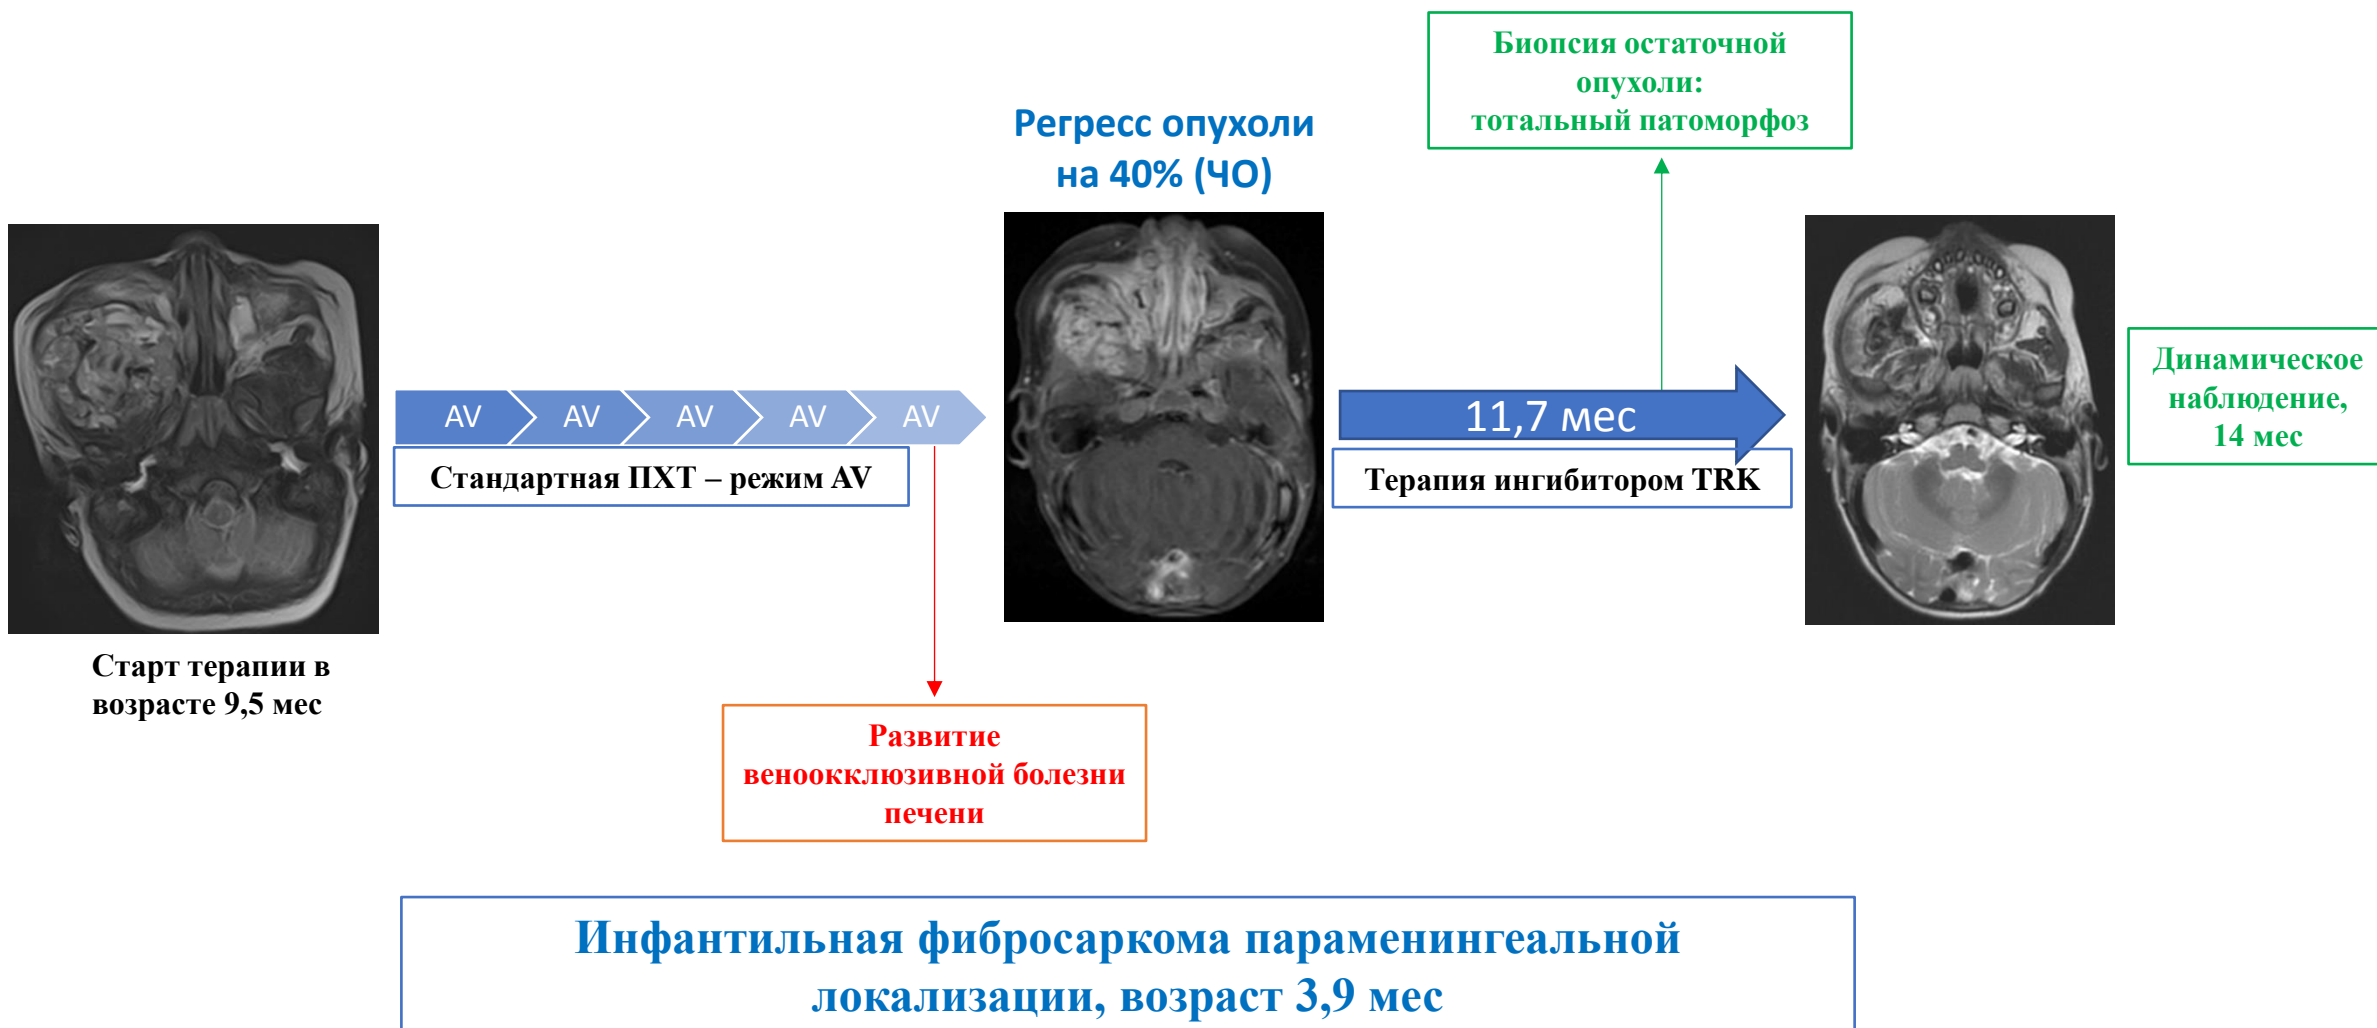 Биопсия остаточной
опухоли:
тотальный патоморфоз
Регресс опухоли
на 40% (ЧО)
AV
AV
AV
AV
AV
Стандартная ПХТ – режим AV
11,7 мес
Терапия ингибитором TRK
Динамическое
наблюдение,
14 мес
Старт терапии в
возрасте 9,5 мес
Развитие
веноокклюзивной болезни
печени
Инфантильная фибросаркома параменингеальной
локализации, возраст 3,9 мес